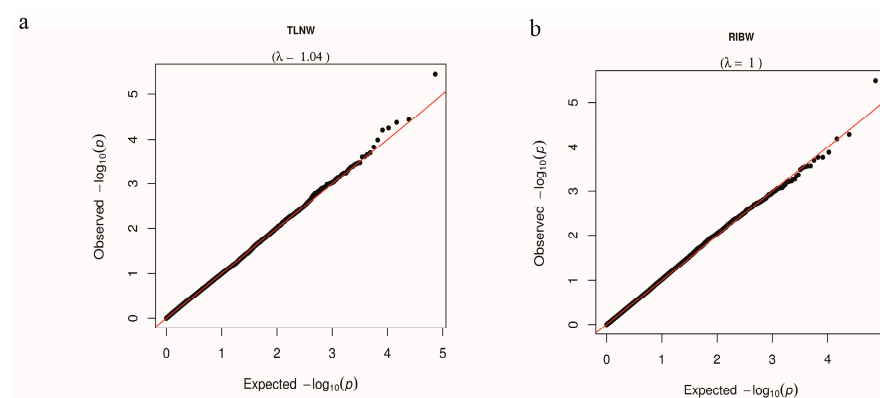 a
TLNW
(λ − 1.04 )
Observed −log10(p)
0 1 2 3 4 5
0 1 2 3 4 5
Expected −log10(p)
b
RIBW
(λ = 1 )
Observec −log10(p)
0 1 2 3 4 5
0 1 2 3 4
Expected −log10(p)